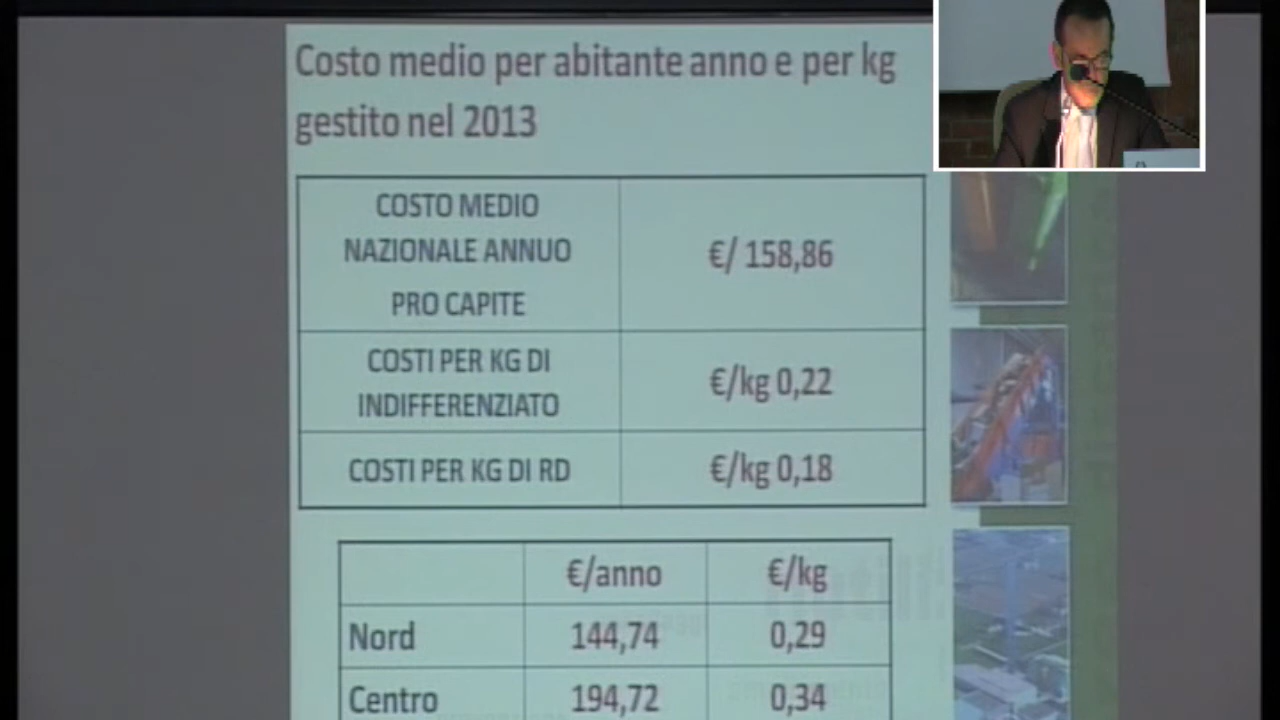 Costo medio per abitante anno e per kg
gestito nel 2013
COSTO MEDIO
NAZIONALE ANNUO
PRO CAPITE
€/ 158,86
COSTI PER KG DI
INDIFFERENZIATO
€/kg 0,22
COSTI PER KG DI RD
€/kg 0,18
€/anno €/kg
Nord 144,74 0,29
Centro 194,72 0,34